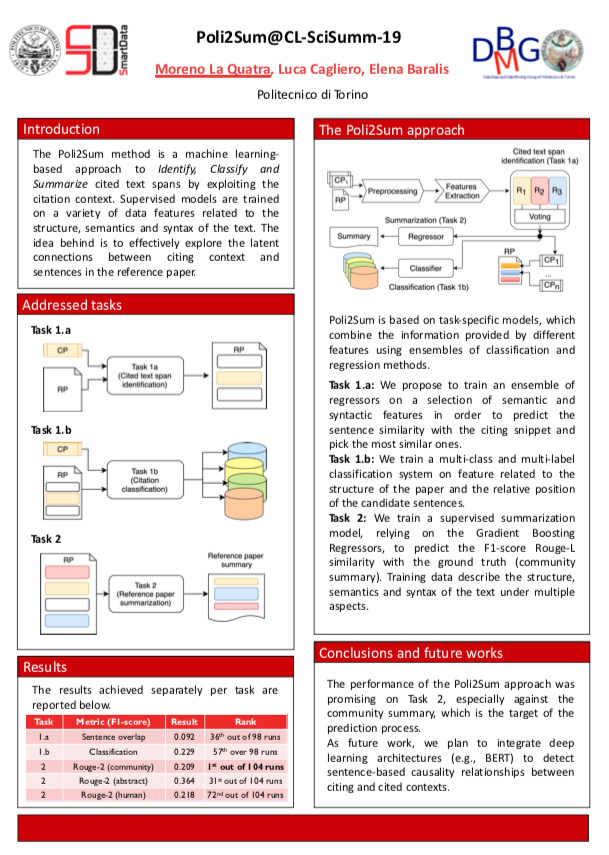 Poli2Sum@CL-SciSumm-19
Moreno La Quatra, Luca Cagliero, Elena Baralis
Politecnico di Torino
POLITECNICO DI TORINO
SD SmartData
DBMG
Introduction
The Poli2Sum method is a machine learning-
based approach to Identify, Classify and
Summarize cited text spans by exploiting the
citation context. Supervised models are trained
on a variety of data features related to the
structure, semantics and syntax of the text. The
idea behind is to effectively explore the latent
connections between citing context and
sentences in the reference paper.
Addressed tasks
Task 1.a
CP
RP
Task 1a
(Cited text span
identification)
RP
Task 1.b
CP
RP
Task 1b
(Citation
classification)
Task 2
RP
Task 2
(Reference paper
summarization)
Reference paper
summary
Results
The results achieved separately per task are
reported below.
Task Metric (F1-score) Result Rank
1.a Sentence overlap 0.092 36th out of 98 runs
1.b Classification 0.229 57th over 98 runs
2 Rouge-2 (community) 0.209 1st out of 104 runs
2 Rouge-2 (abstract) 0.364 31st out of 104 runs
2 Rouge-2 (human) 0.218 72nd out of 104 runs
The Poli2Sum approach
Cited text span
identification (Task 1a)
CP1
RP
Preprocessing
Features
Extraction
R1 R2 R3
Voting
Summarization (Task 2)
Summary
Regressor
Classifier
Classification (Task 1b)
RP
CP1
...
CPn
Poli2Sum is based on task-specific models, which
combine the information provided by different
features using ensembles of classification and
regression methods.
Task 1.a: We propose to train an ensemble of
regressors on a selection of semantic and
syntactic features in order to predict the
sentence similarity with the citing snippet and
pick the most similar ones.
Task 1.b: We train a multi-class and multi-label
classification system on feature related to the
structure of the paper and the relative position
of the candidate sentences.
Task 2: We train a supervised summarization
model, relying on the Gradient Boosting
Regressors, to predict the F1-score Rouge-L
similarity with the ground truth (community
summary). Training data describe the structure,
semantics and syntax of the text under multiple
aspects.
Conclusions and future works
The performance of the Poli2Sum approach was
promising on Task 2, especially against the
community summary, which is the target of the
prediction process.
As future work, we plan to integrate deep
learning architectures (e.g., BERT) to detect
sentence-based causality relationships between
citing and cited contexts.